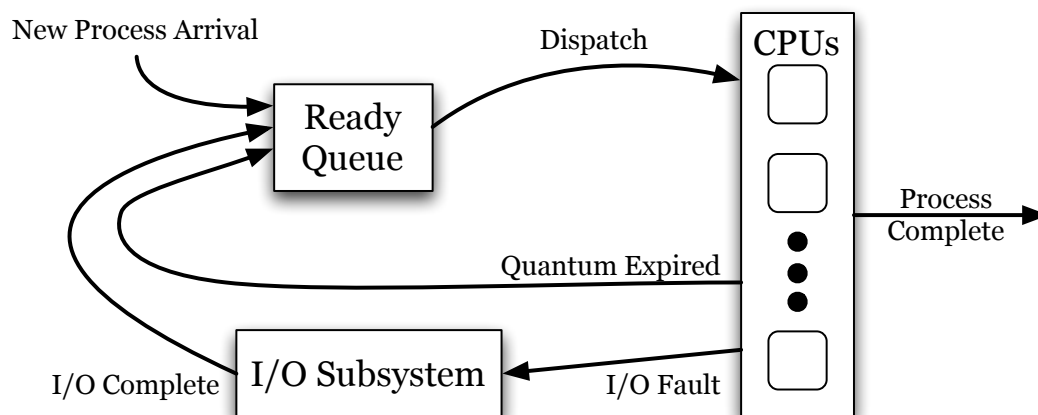 New Process Arrival
Dispatch
CPUs
Ready
Queue
Process
Complete
Quantum Expired
I/O Subsystem
I/O Complete
I/O Fault